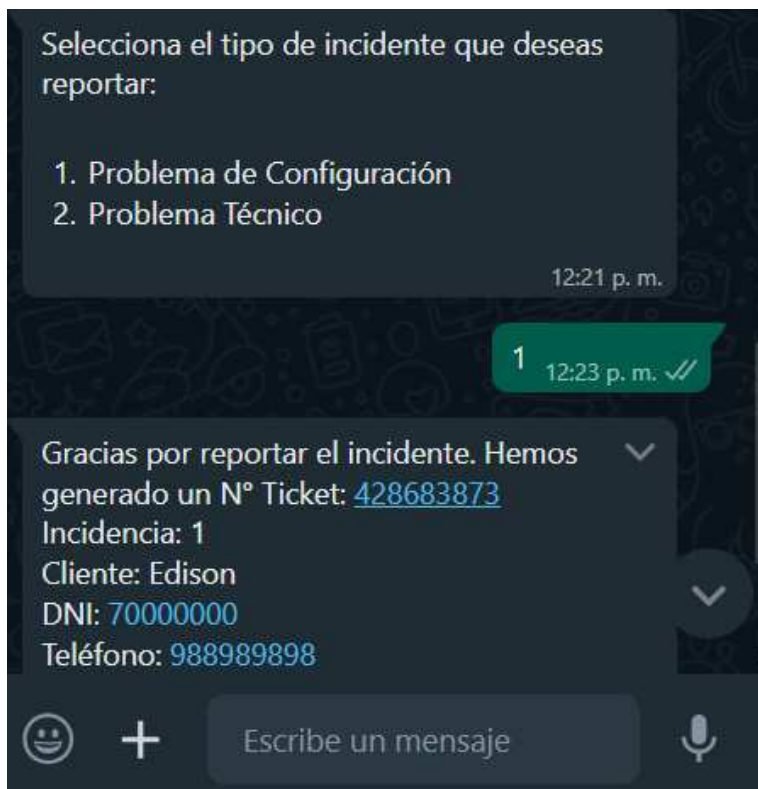 Selecciona el tipo de incidente que deseas
reportar:
1. Problema de Configuración
2. Problema Técnico
12:21 p. m.
1 12:23 p. m.
Gracias por reportar el incidente. Hemos
generado un N° Ticket: 428683873
Incidencia: 1
Cliente: Edison
DNI: 70000000
Teléfono: 988989898
Escribe un mensaje